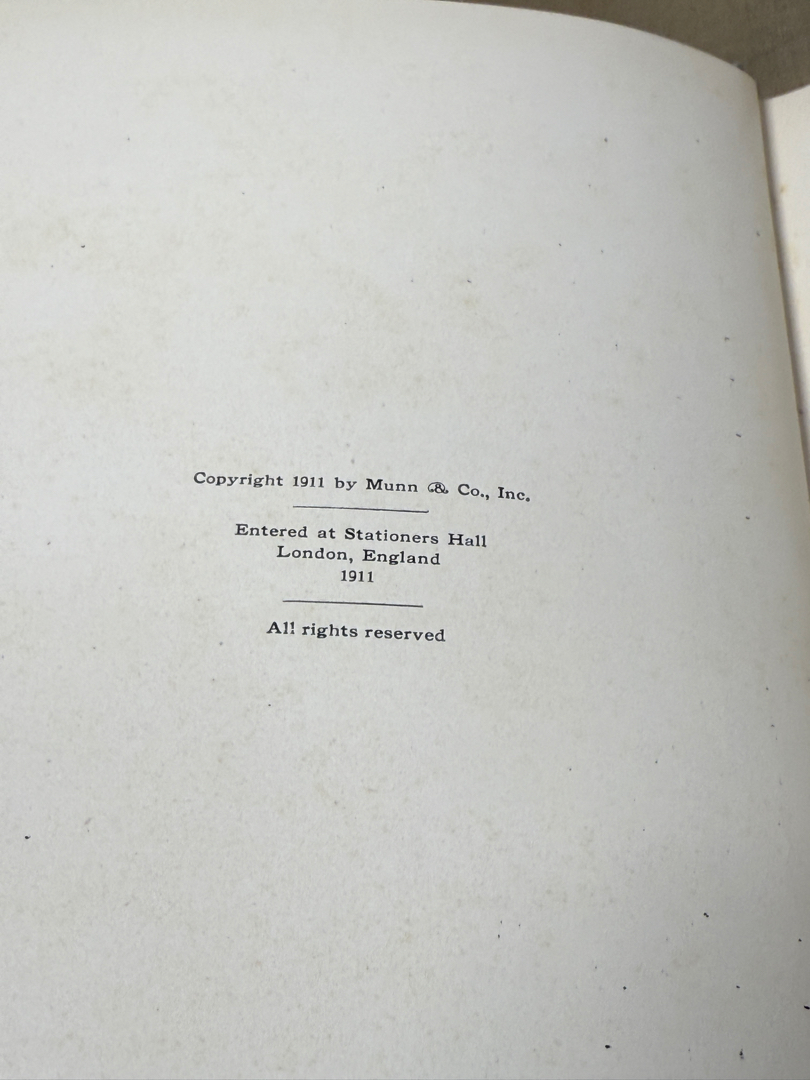 Copyright 1911 by Munn & Co., Inc.
Entered at Stationers Hall
London, England
1911
All rights reserved